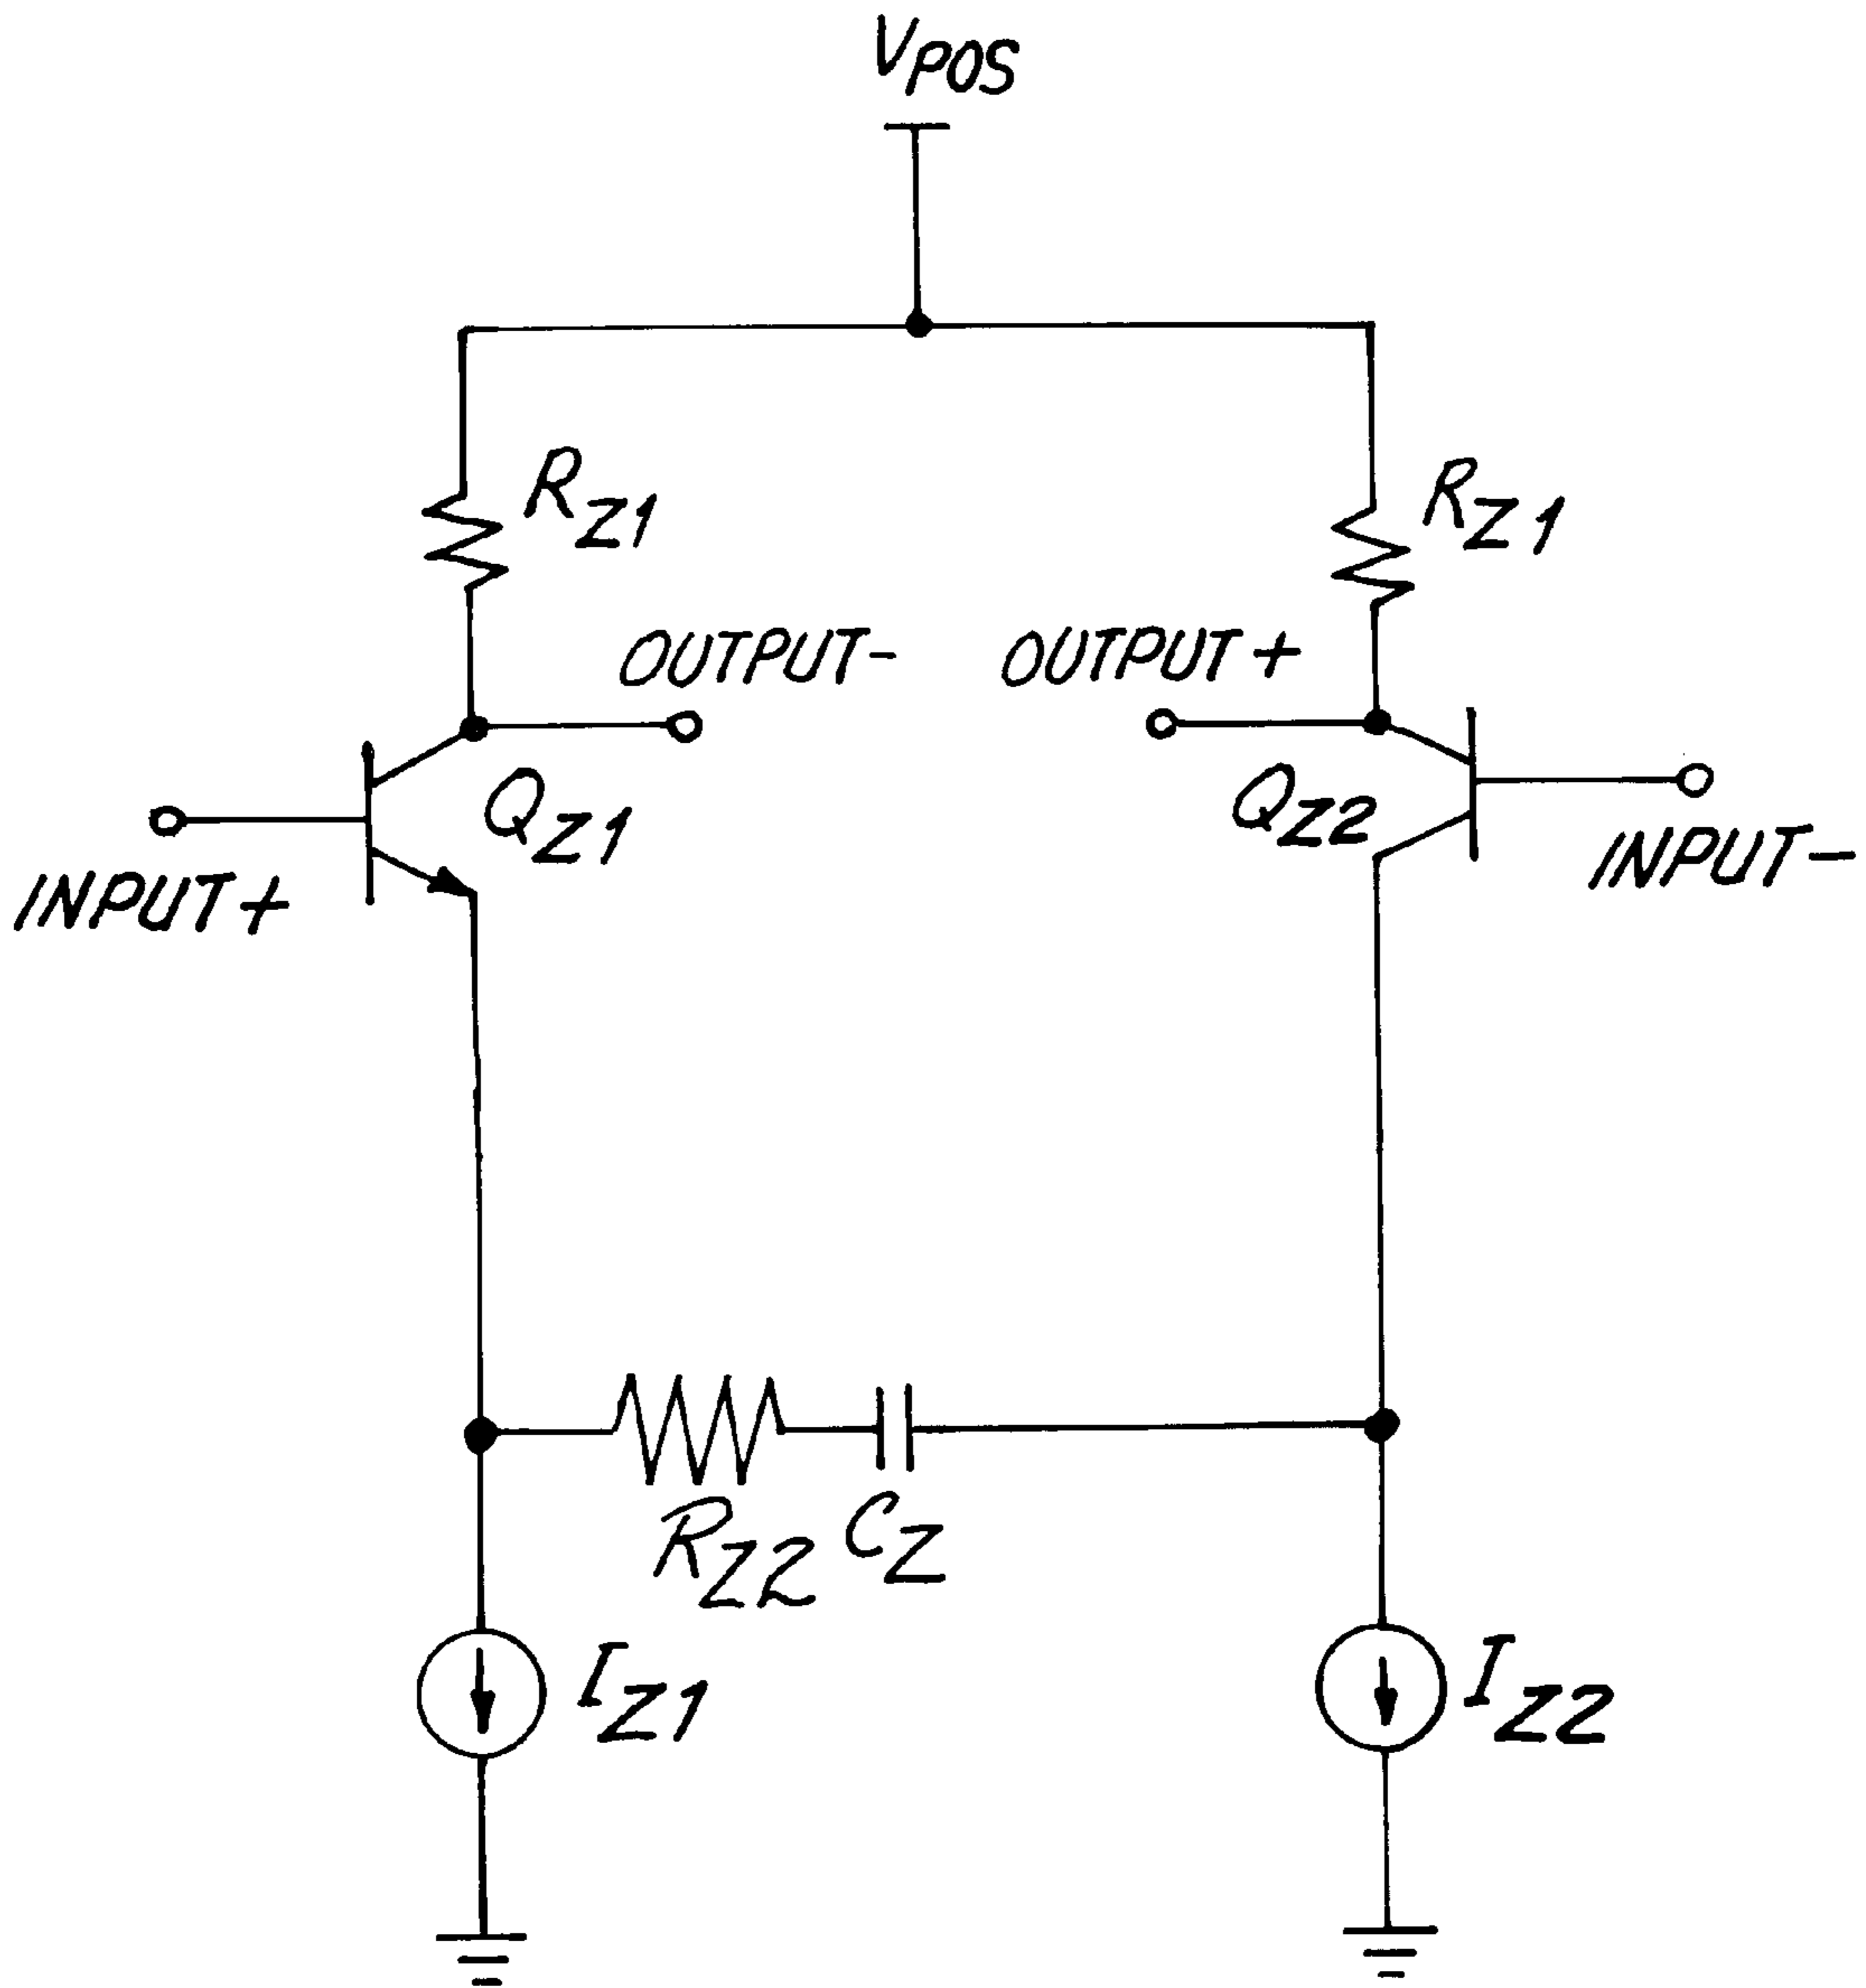 VPOS
RZ1
RZ1
OUTPUT-
OUTPUT+
QZ1
QZ2
INPUT+
INPUT-
RZ2
CZ
IZ1
IZ2